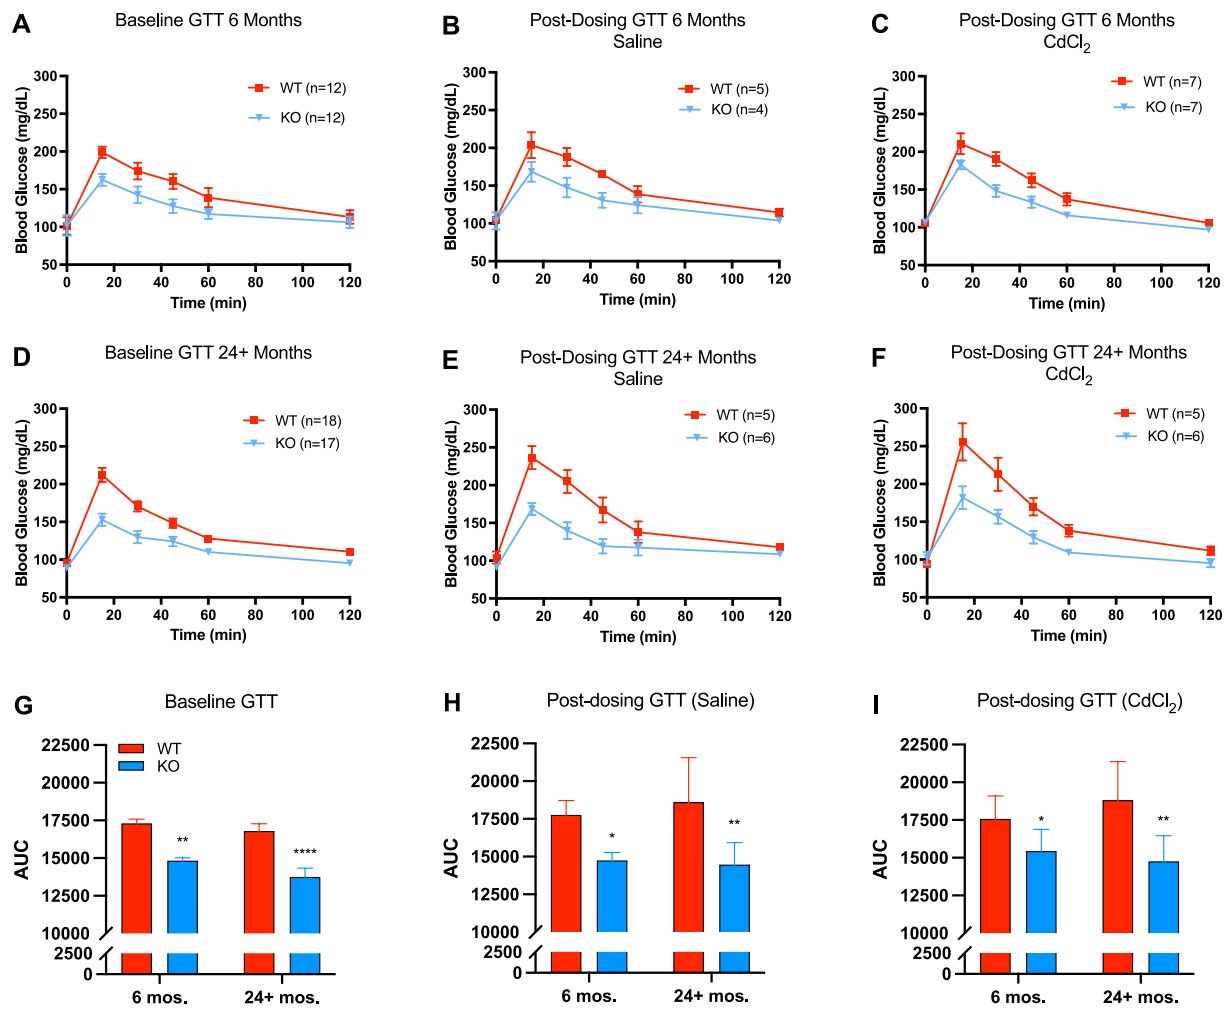 A
Baseline GTT 6 Months
300
250
200
150
100
50
Blood Glucose (mg/dL)
WT (n=12)
KO (n=12)
0 20 40 60 80 100 120
Time (min)
B
Post-Dosing GTT 6 Months
Saline
300
250
200
150
100
50
Blood Glucose (mg/dL)
WT (n=5)
KO (n=4)
0 20 40 60 80 100 120
Time (min)
C
Post-Dosing GTT 6 Months
CdCl₂
300
250
200
150
100
50
Blood Glucose (mg/dL)
WT (n=7)
KO (n=7)
0 20 40 60 80 100 120
Time (min)
D
Baseline GTT 24+ Months
300
250
200
150
100
50
Blood Glucose (mg/dL)
WT (n=18)
KO (n=17)
0 20 40 60 80 100 120
Time (min)
E
Post-Dosing GTT 24+ Months
Saline
300
250
200
150
100
50
Blood Glucose (mg/dL)
WT (n=5)
KO (n=6)
0 20 40 60 80 100 120
Time (min)
F
Post-Dosing GTT 24+ Months
CdCl₂
300
250
200
150
100
50
Blood Glucose (mg/dL)
WT (n=5)
KO (n=6)
0 20 40 60 80 100 120
Time (min)
G
Baseline GTT
22500
20000
17500
15000
12500
10000
2500
0
AUC
WT
KO
**
****
6 mos. 24+ mos.
H
Post-dosing GTT (Saline)
22500
20000
17500
15000
12500
10000
2500
0
AUC
*
**
6 mos. 24+ mos.
I
Post-dosing GTT (CdCl₂)
22500
20000
17500
15000
12500
10000
2500
0
AUC
*
**
6 mos. 24+ mos.